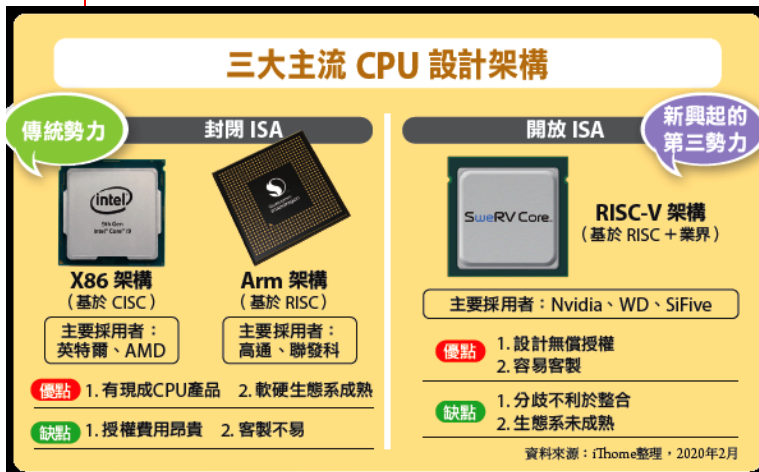 三大主流 CPU 設計架構
傳統勢力
封閉 ISA
intel
9th Gen
Intel® Core™ i9
Qualcomm
snapdragon
X86 架構
(基於 CISC)
主要採用者：
英特爾、AMD
Arm 架構
(基於 RISC)
主要採用者：
高通、聯發科
優點 1. 有現成CPU產品 2. 軟硬生態系成熟
缺點 1. 授權費用昂貴 2. 客製不易
開放 ISA
新興起的
第三勢力
SweRV Core™
RISC-V 架構
(基於 RISC＋業界)
主要採用者：Nvidia、WD、SiFive
優點
1. 設計無償授權
2. 容易客製
缺點
1. 分歧不利於整合
2. 生態系未成熟
資料來源：iThome整理，2020年2月